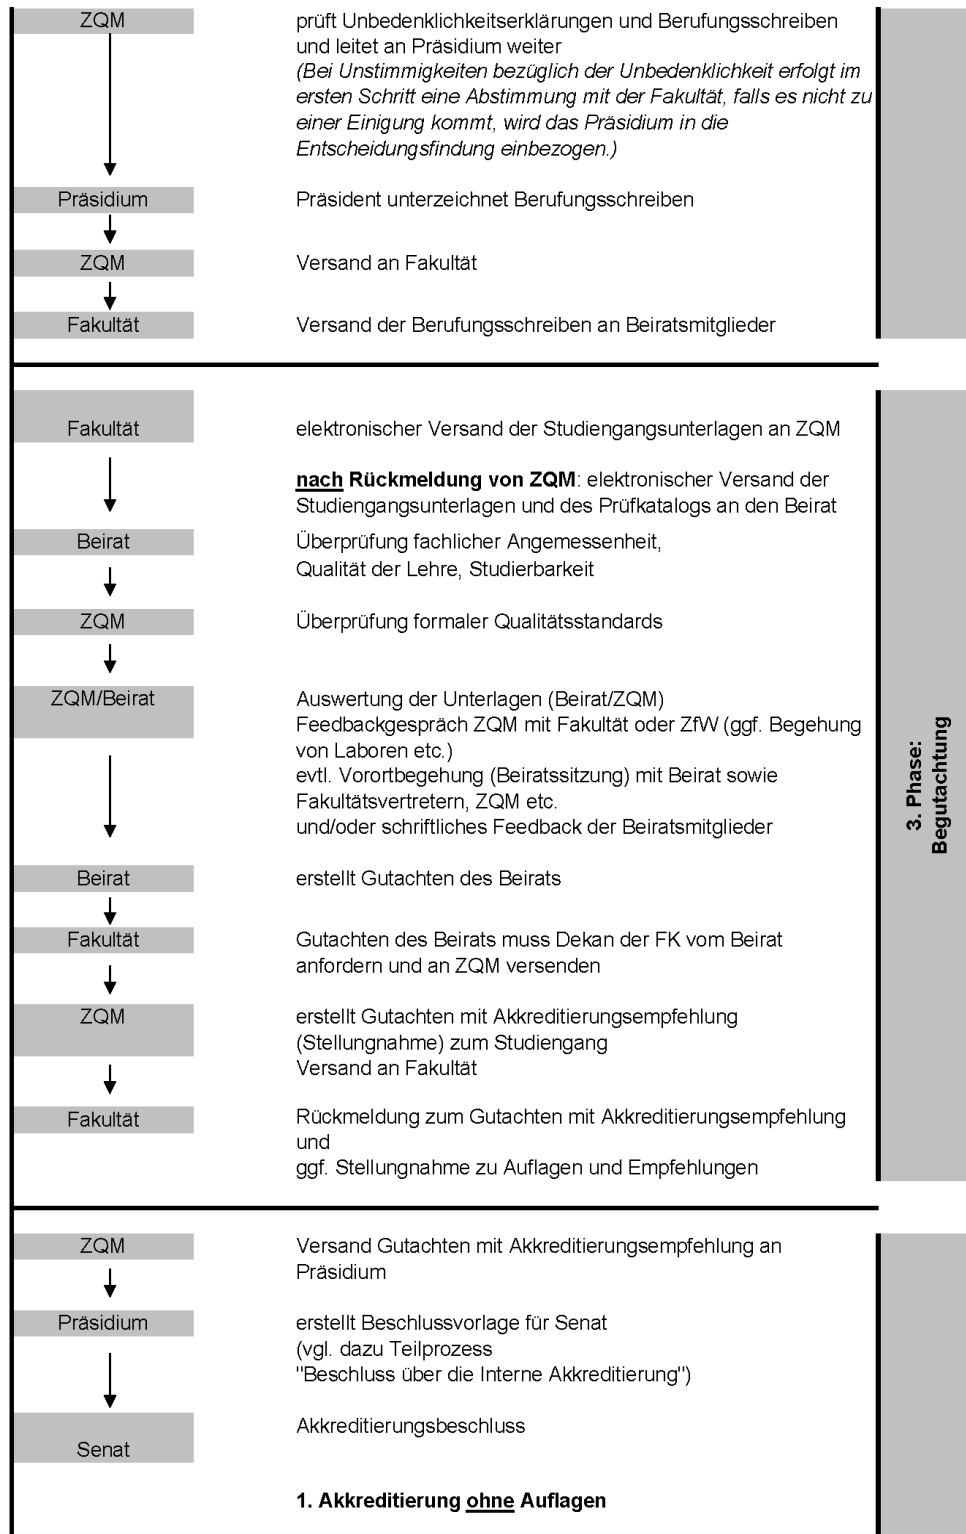 ZQM
prüft Unbedenklichkeitserklärungen und Berufungsschreiben
und leitet an Präsidium weiter
(Bei Unstimmigkeiten bezüglich der Unbedenklichkeit erfolgt im
ersten Schritt eine Abstimmung mit der Fakultät, falls es nicht zu
einer Einigung kommt, wird das Präsidium in die
Entscheidungsfindung einbezogen.)
Präsidium
Präsident unterzeichnet Berufungsschreiben
ZQM
Versand an Fakultät
Fakultät
Versand der Berufungsschreiben an Beiratsmitglieder
Fakultät
elektronischer Versand der Studiengangsunterlagen an ZQM
nach Rückmeldung von ZQM: elektronischer Versand der
Studiengangsunterlagen und des Prüfkatalogs an den Beirat
Beirat
Überprüfung fachlicher Angemessenheit,
Qualität der Lehre, Studierbarkeit
ZQM
Überprüfung formaler Qualitätsstandards
ZQM/Beirat
Auswertung der Unterlagen (Beirat/ZQM)
Feedbackgespräch ZQM mit Fakultät oder ZfW (ggf. Begehung
von Laboren etc.)
evtl. Vorortbegehung (Beiratssitzung) mit Beirat sowie
Fakultätsvertretern, ZQM etc.
und/oder schriftliches Feedback der Beiratsmitglieder
Beirat
erstellt Gutachten des Beirats
Fakultät
Gutachten des Beirats muss Dekan der FK vom Beirat
anfordern und an ZQM versenden
ZQM
erstellt Gutachten mit Akkreditierungsempfehlung
(Stellungnahme) zum Studiengang
Versand an Fakultät
Fakultät
Rückmeldung zum Gutachten mit Akkreditierungsempfehlung
und
ggf. Stellungnahme zu Auflagen und Empfehlungen
3. Phase:
Begutachtung
ZQM
Versand Gutachten mit Akkreditierungsempfehlung an
Präsidium
Präsidium
erstellt Beschlussvorlage für Senat
(vgl. dazu Teilprozess
"Beschluss über die Interne Akkreditierung")
Senat
Akkreditierungsbeschluss
1. Akkreditierung ohne Auflagen